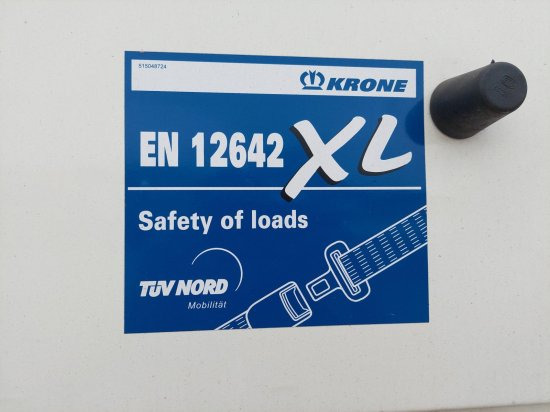 515048724
KRONE
EN 12642 XL
Safety of loads
TÜV NORD
Mobilität